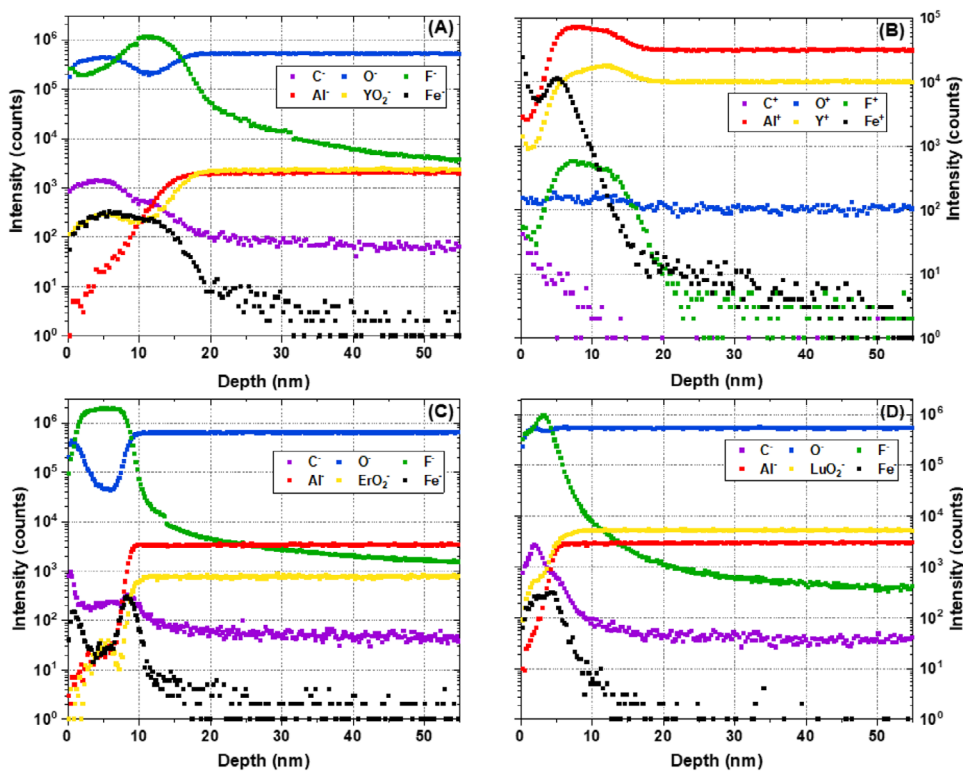 (A)
Intensity (counts)
10⁶
10⁵
10⁴
10³
10²
10¹
10⁰
C⁻ O⁻ F⁻
Al⁻ YO₂⁻ Fe⁻
0 10 20 30 40 50
Depth (nm)
(B)
Intensity (counts)
10⁵
10⁴
10³
10²
10¹
10⁰
C⁺ O⁺ F⁺
Al⁺ Y⁺ Fe⁺
0 10 20 30 40 50
Depth (nm)
(C)
Intensity (counts)
10⁶
10⁵
10⁴
10³
10²
10¹
10⁰
C⁻ O⁻ F⁻
Al⁻ ErO₂⁻ Fe⁻
0 10 20 30 40 50
Depth (nm)
(D)
Intensity (counts)
10⁶
10⁵
10⁴
10³
10²
10¹
10⁰
C⁻ O⁻ F⁻
Al⁻ LuO₂⁻ Fe⁻
0 10 20 30 40 50
Depth (nm)